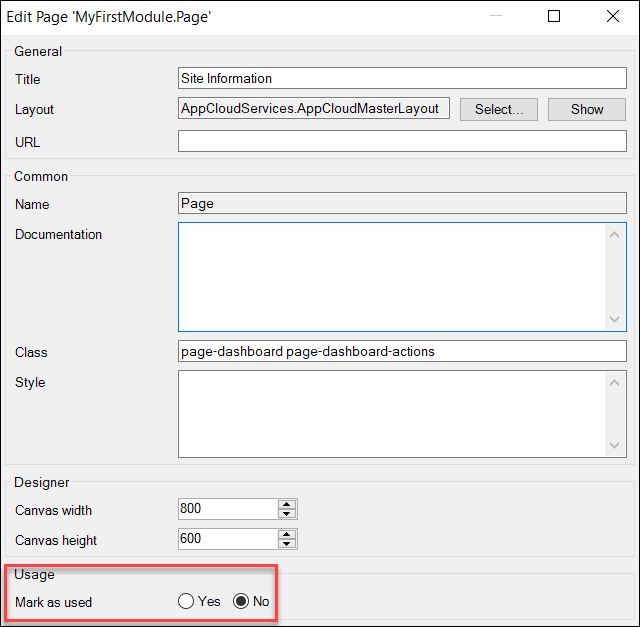 Edit Page 'MyFirstModule.Page'
General
Title Site Information
Layout AppCloudServices.AppCloudMasterLayout Select... Show
URL
Common
Name Page
Documentation
Class page-dashboard page-dashboard-actions
Style
Designer
Canvas width 800
Canvas height 600
Usage
Mark as used Yes No